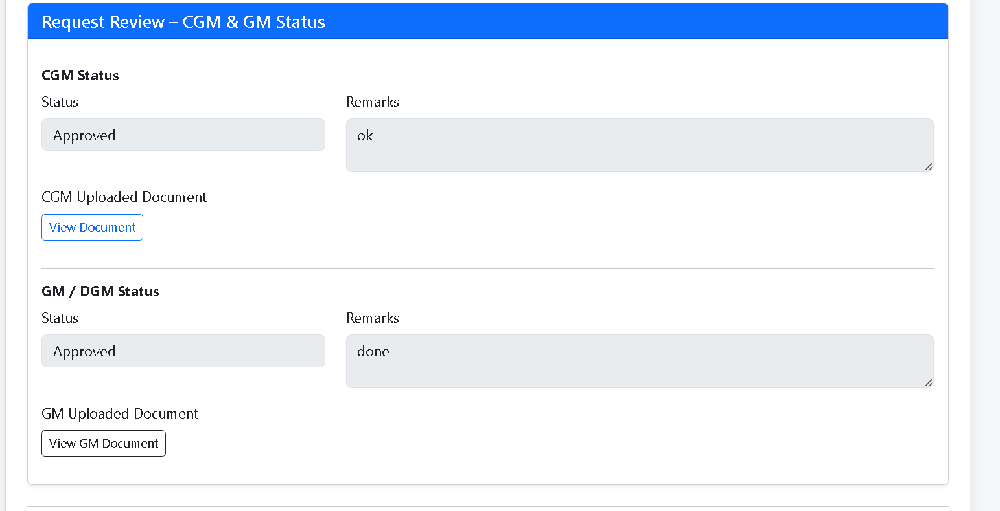 Request Review – CGM & GM Status
CGM Status
Status
Remarks
Approved
ok
CGM Uploaded Document
View Document
GM / DGM Status
Status
Remarks
Approved
done
GM Uploaded Document
View GM Document